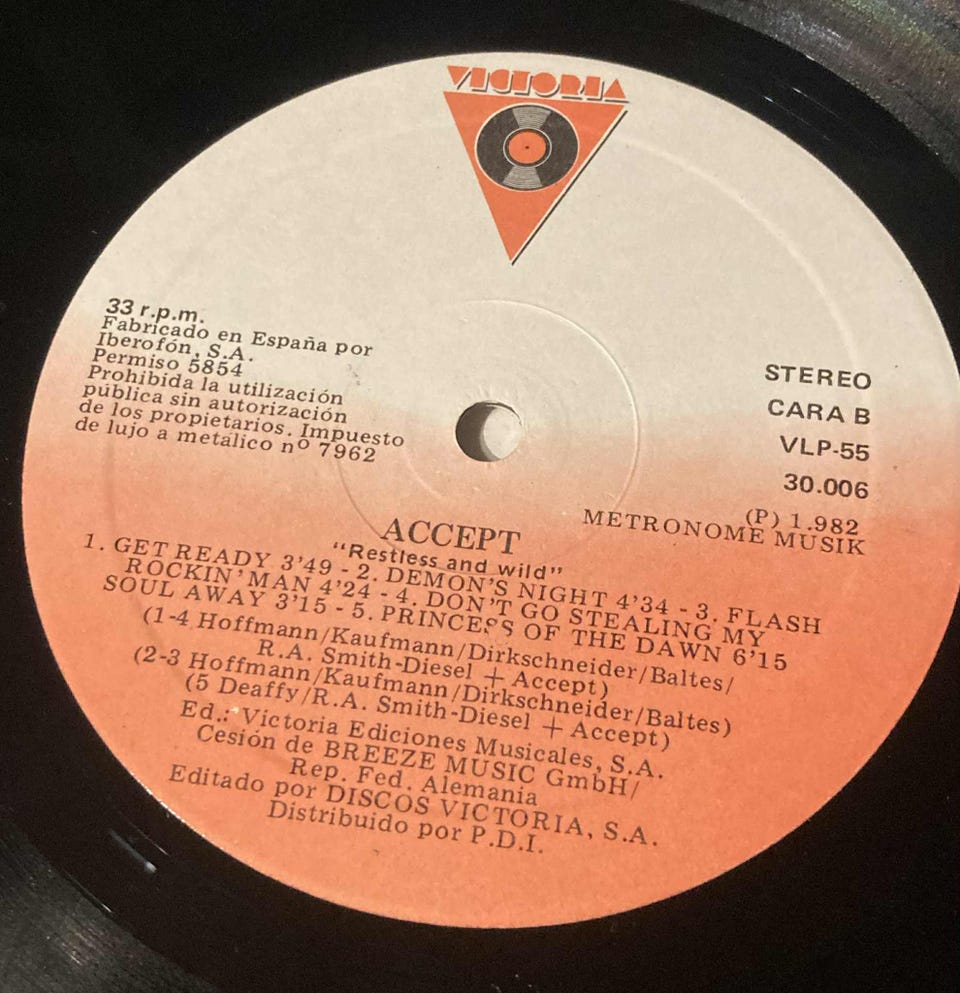 VICTORIA
33 r.p.m.
Fabricado en España por
Iberofón, S.A.
Permiso 5854
Prohibida la utilización
pública sin autorización
de los propietarios. Impuesto
de lujo a metálico nº 7962
STEREO
CARA B
VLP-55
30.006
(P) 1.982
METRONOME MUSIK
ACCEPT
"Restless and wild"
1. GET READY 3'49 - 2. DEMON'S NIGHT 4'34 - 3. FLASH
ROCKIN' MAN 4'24 - 4. DON'T GO STEALING MY
SOUL AWAY 3'15 - 5. PRINCESS OF THE DAWN 6'15
(1-4 Hoffmann/Kaufmann/Dirkschneider/Baltes/
R.A. Smith-Diesel + Accept)
(2-3 Hoffmann/Kaufmann/Dirkschneider/Baltes)
(5 Deaffy/R.A. Smith-Diesel + Accept)
Ed.: Victoria Ediciones Musicales, S.A.
Cesión de BREEZE MUSIC GmbH/
Rep. Fed. Alemania
Editado por DISCOS VICTORIA, S.A.
Distribuido por P.D.I.